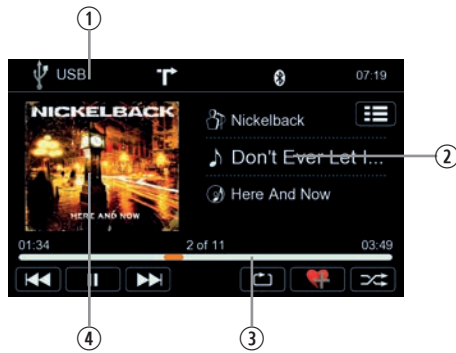 1
USB
07:19
NICKELBACK
Nickelback
Don't Ever Let I...
2
HERE AND NOW
Here And Now
01:34 2 of 11 03:49
4
3